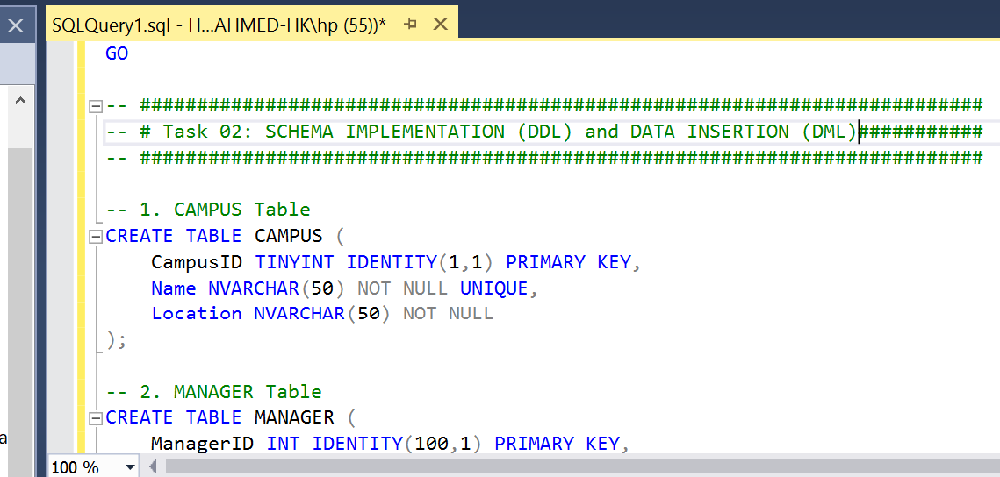 SQLQuery1.sql - H...AHMED-HK\hp (55))*
GO
-- ##########################################################################
-- # Task 02: SCHEMA IMPLEMENTATION (DDL) and DATA INSERTION (DML)###########
-- ##########################################################################
-- 1. CAMPUS Table
CREATE TABLE CAMPUS (
CampusID TINYINT IDENTITY(1,1) PRIMARY KEY,
Name NVARCHAR(50) NOT NULL UNIQUE,
Location NVARCHAR(50) NOT NULL
);
-- 2. MANAGER Table
CREATE TABLE MANAGER (
ManagerID INT IDENTITY(100,1) PRIMARY KEY,
a
100 %